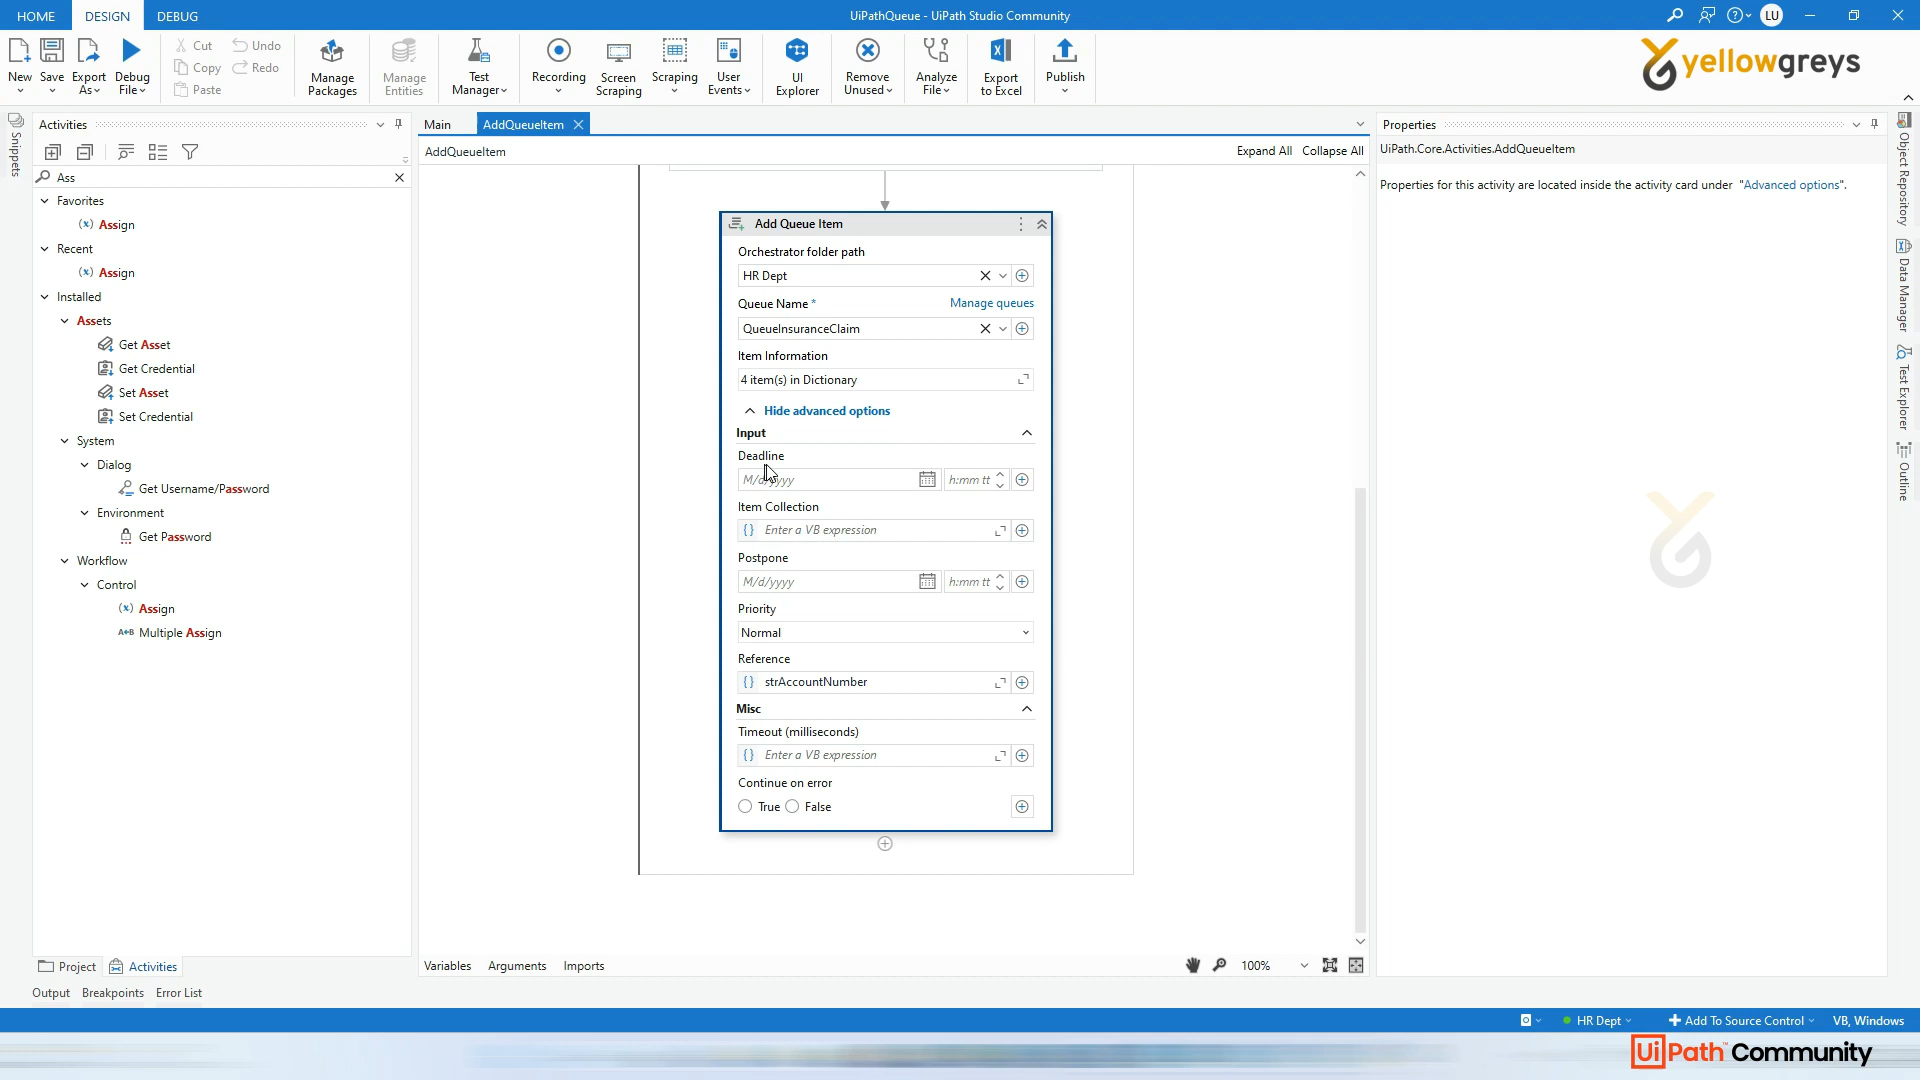 HOME
DESIGN
DEBUG
UiPathQueue - UiPath Studio Community
LU
New
Save
Export As
Debug File
Cut
Copy
Paste
Undo
Redo
Manage Packages
Manage Entities
Test Manager
Recording
Screen Scraping
Scraping
User Events
UI Explorer
Remove Unused
Analyze File
Export to Excel
Publish
yellowgreys
Snippets
Activities
Ass
Favorites
Assign
Recent
Assign
Installed
Assets
Get Asset
Get Credential
Set Asset
Set Credential
System
Dialog
Get Username/Password
Environment
Get Password
Workflow
Control
Assign
A+B Multiple Assign
Project
Activities
Output
Breakpoints
Error List
Main
AddQueueItem
AddQueueItem
Expand All
Collapse All
Add Queue Item
Orchestrator folder path
HR Dept
Queue Name *
Manage queues
QueueInsuranceClaim
Item Information
4 item(s) in Dictionary
Hide advanced options
Input
Deadline
M/d/yyyy
h:mm tt
Item Collection
Enter a VB expression
Postpone
M/d/yyyy
h:mm tt
Priority
Normal
Reference
strAccountNumber
Misc
Timeout (milliseconds)
Enter a VB expression
Continue on error
True
False
Variables
Arguments
Imports
100%
Properties
UiPath.Core.Activities.AddQueueItem
Properties for this activity are located inside the activity card under "Advanced options".
Object Repository
Data Manager
Test Explorer
Outline
HR Dept
Add To Source Control
VB, Windows
UiPath™ Community